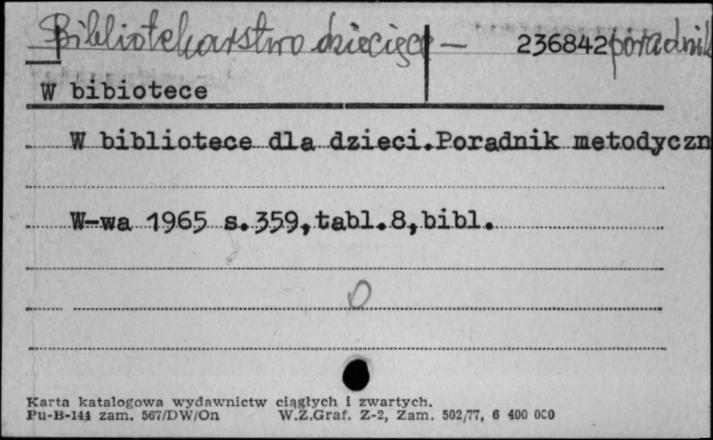 Bibliotekarstwo dziecięce — 236842 poradnik
W bibiotece
W bibliotece dla dzieci.Poradnik metodyczn
W-wa 1965 s.359,tabl.8,bibl.
0
Karta katalogowa wydawnictw ciągłych i zwartych.
Pu-B-144 zam. 567/DW/On W.Z.Graf. Z-2, Zam. 502/77, 6 400 000